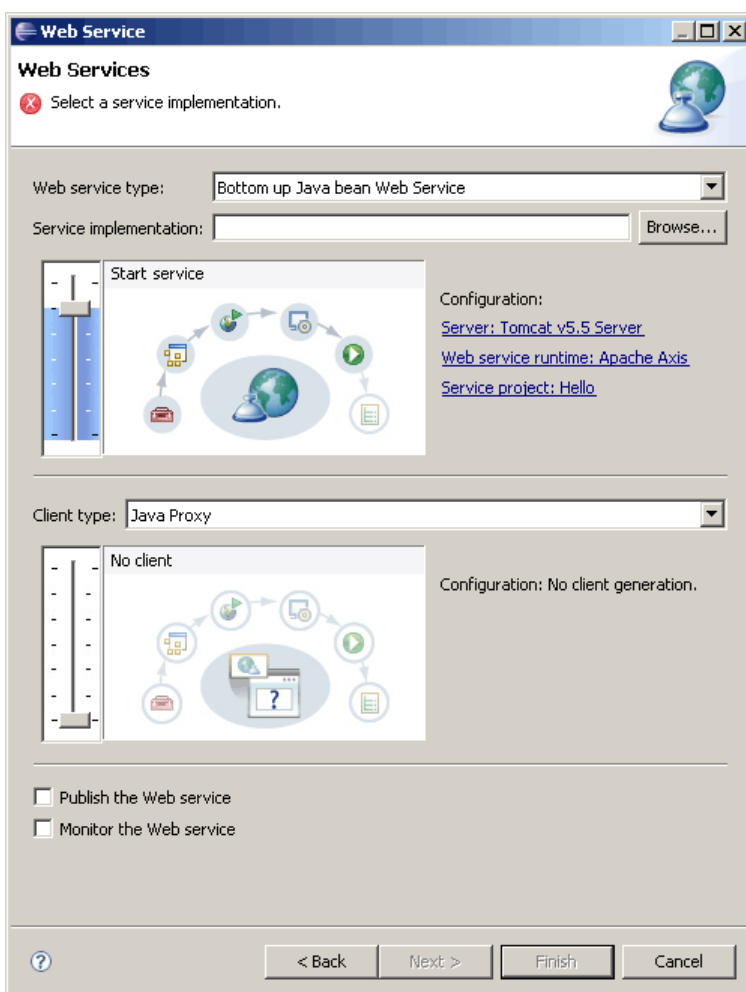 Web Service
Web Services
Select a service implementation.
Web service type: Bottom up Java bean Web Service
Service implementation: Browse...
Start service
Configuration:
Server: Tomcat v5.5 Server
Web service runtime: Apache Axis
Service project: Hello
Client type: Java Proxy
No client
Configuration: No client generation.
?
Publish the Web service
Monitor the Web service
? < Back Next > Finish Cancel